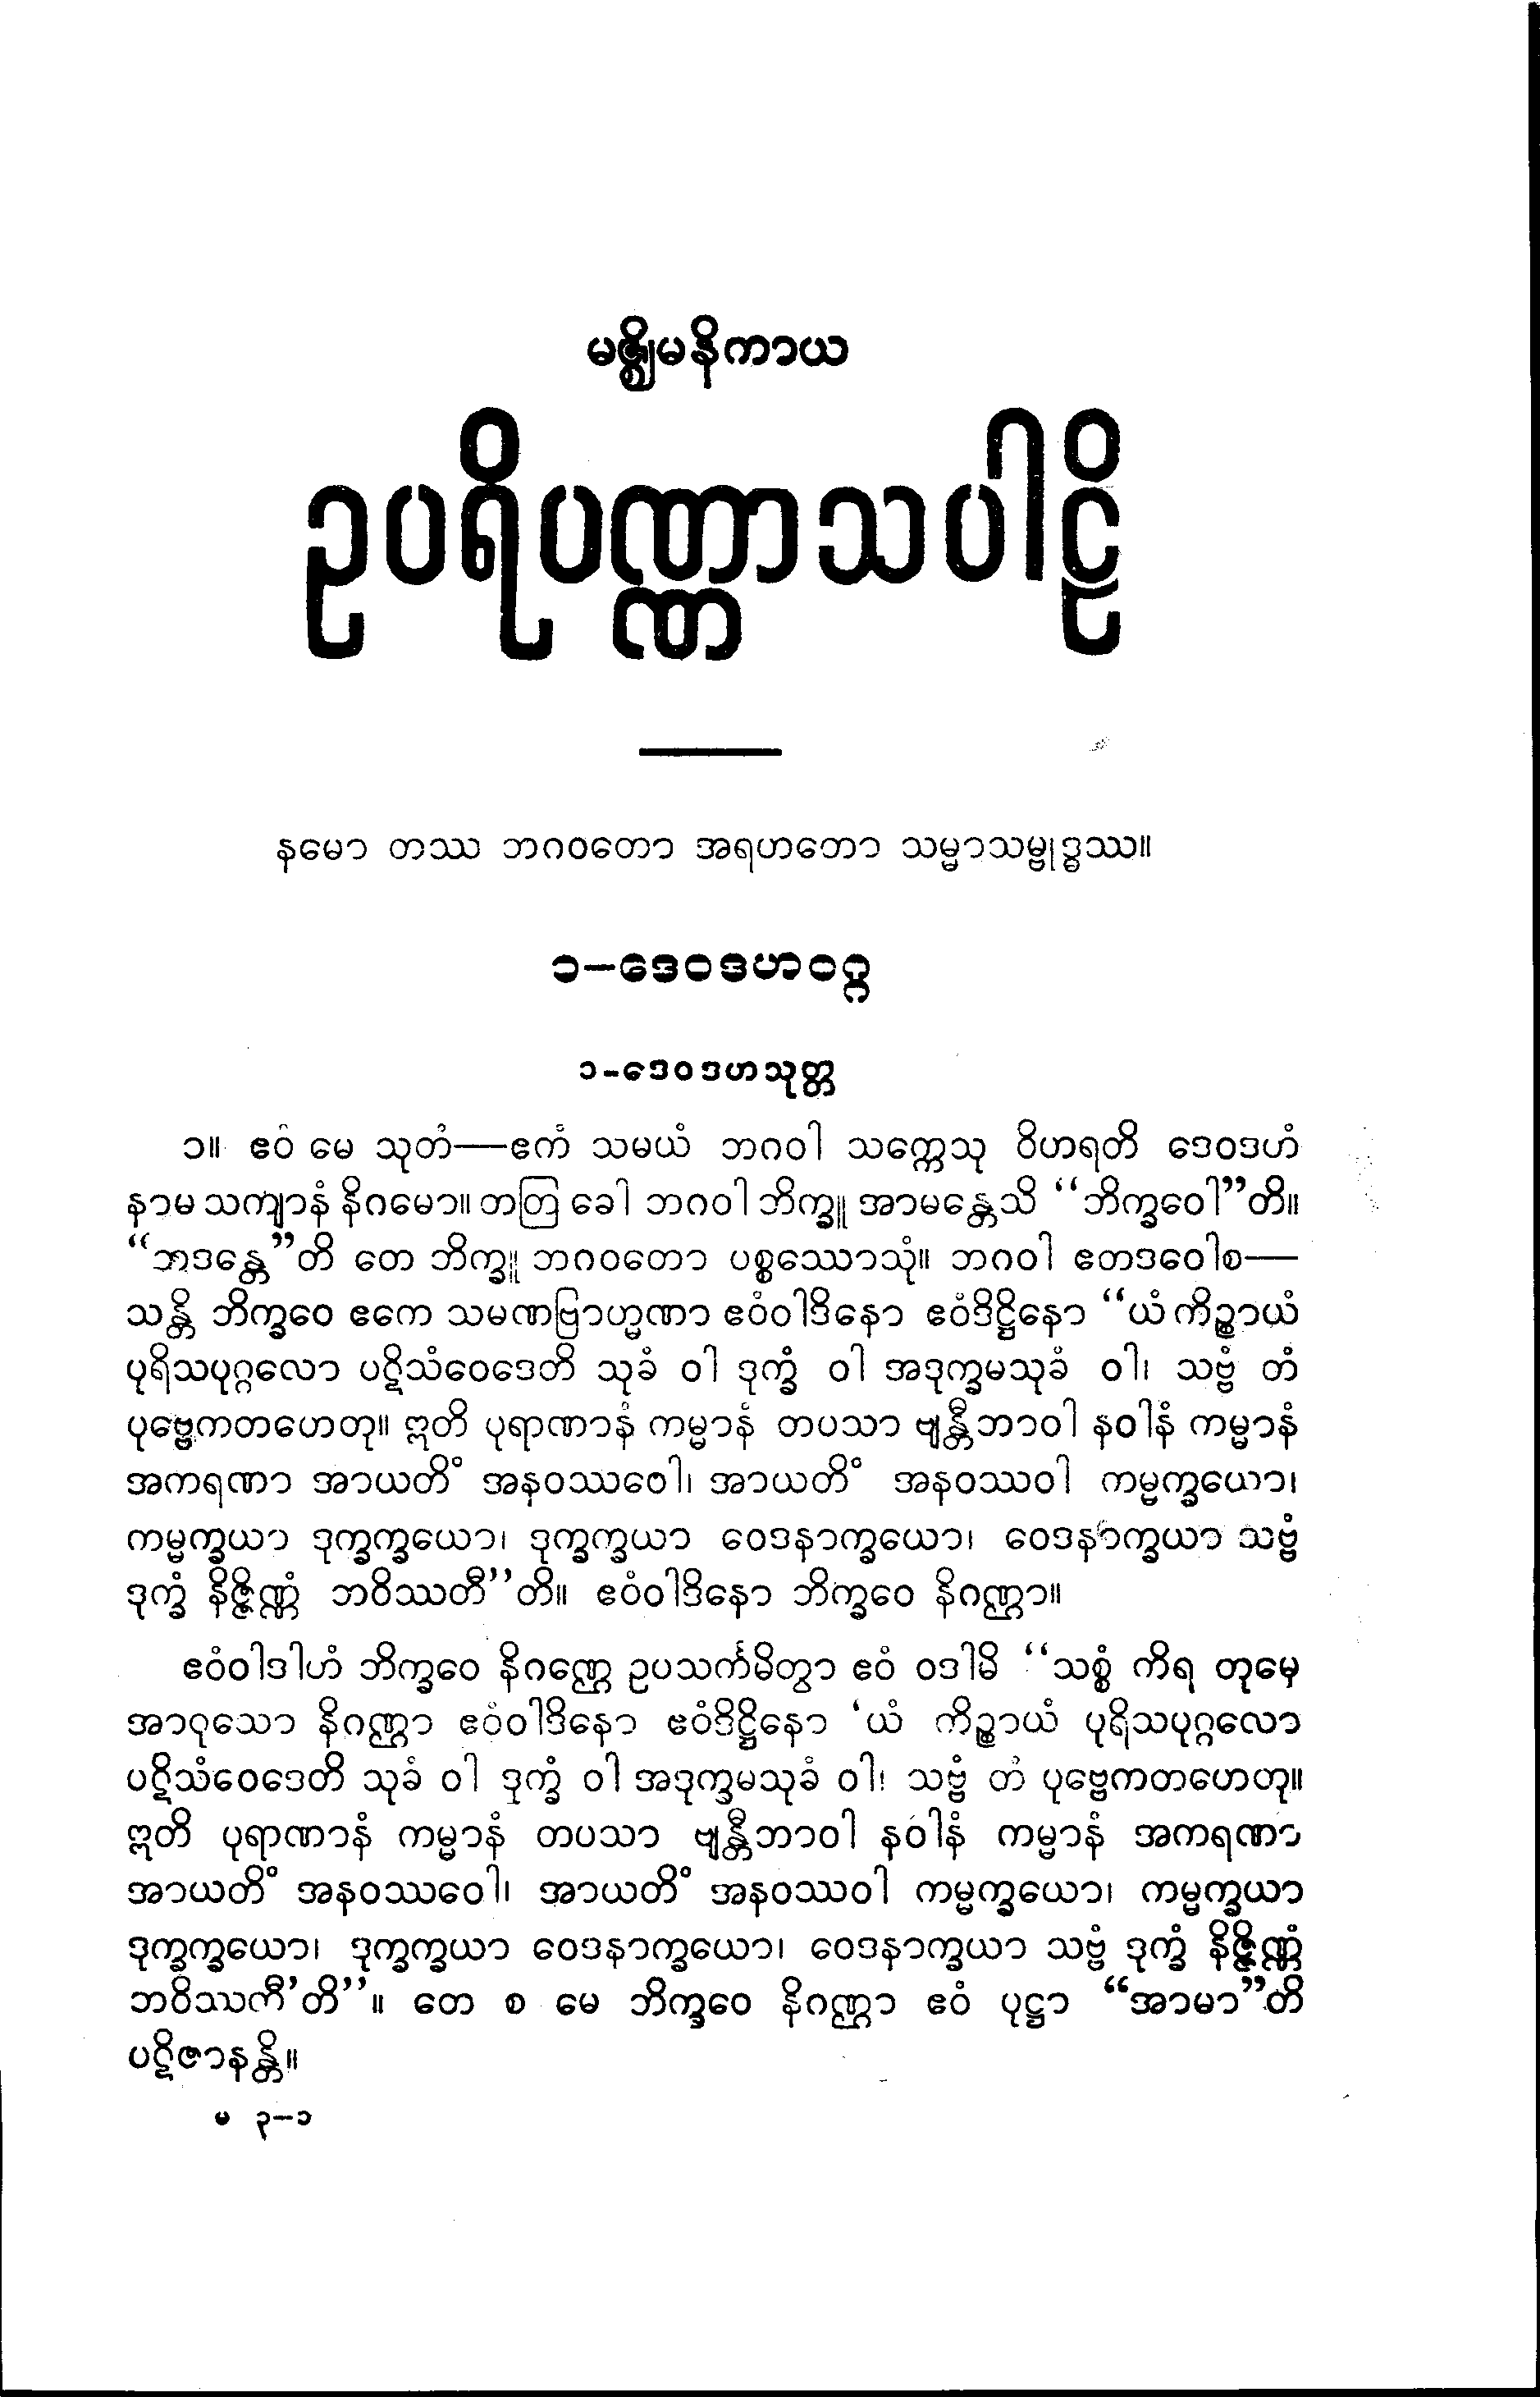 မဇ္ဈိမနိကာယ
ဥပရိပဏ္ဏာသပါဠိ
နမော တဿ ဘဂဝတော အရဟတော သမ္မာသမ္ဗုဒ္ဓဿ။
၁–ဒေဝဒဟဝဂ္ဂ
၁-ဒေဝဒဟသုတ္တ
၁။ ဧဝံ မေ သုတံ—ဧကံ သမယံ ဘဂဝါ သက္ကေသု ဝိဟရတိ ဒေဝဒဟံ
နာမ သကျာနံ နိဂမော။ တတြ ခေါ ဘဂဝါ ဘိက္ခူ အာမန္တေသိ “ဘိက္ခဝေါ”တိ။
“ဘဒန္တေ”တိ တေ ဘိက္ခူ ဘဂဝတော ပစ္စဿောသုံ။ ဘဂဝါ ဧတဒဝေါစ—
သန္တိ ဘိက္ခဝေ ဧကေ သမဏဗြာဟ္မဏာ ဧဝံဝါဒိနော ဧဝံဒိဋ္ဌိနော “ယံ ကိဉ္စာယံ
ပုရိသပုဂ္ဂလော ပဋိသံဝေဒေတိ သုခံ ဝါ ဒုက္ခံ ဝါ အဒုက္ခမသုခံ ဝါ၊ သဗ္ဗံ တံ
ပုဗ္ဗေကတဟေတု။ ဣတိ ပုရာဏာနံ ကမ္မာနံ တပသာ ဗျန္တီဘာဝါ နဝါနံ ကမ္မာနံ
အကရဏာ အာယတိံ အနဝဿဝေါ၊ အာယတိံ အနဝဿဝါ ကမ္မက္ခယော၊
ကမ္မက္ခယာ ဒုက္ခက္ခယော၊ ဒုက္ခက္ခယာ ဝေဒနာက္ခယော၊ ဝေဒနာက္ခယာ သဗ္ဗံ
ဒုက္ခံ နိဇ္ဇိဏ္ဏံ ဘဝိဿတီ”တိ။ ဧဝံဝါဒိနော ဘိက္ခဝေ နိဂဏ္ဌာ။
ဧဝံဝါဒါဟံ ဘိက္ခဝေ နိဂဏ္ဌေ ဥပသင်္ကမိတွာ ဧဝံ ဝဒါမိ “သစ္စံ ကိရ တုမှေ
အာဝုသော နိဂဏ္ဌာ ဧဝံဝါဒိနော ဧဝံဒိဋ္ဌိနော ‘ယံ ကိဉ္စာယံ ပုရိသပုဂ္ဂလော
ပဋိသံဝေဒေတိ သုခံ ဝါ ဒုက္ခံ ဝါ အဒုက္ခမသုခံ ဝါ၊ သဗ္ဗံ တံ ပုဗ္ဗေကတဟေတု။
ဣတိ ပုရာဏာနံ ကမ္မာနံ တပသာ ဗျန္တီဘာဝါ နဝါနံ ကမ္မာနံ အကရဏာ
အာယတိံ အနဝဿဝေါ၊ အာယတိံ အနဝဿဝါ ကမ္မက္ခယော၊ ကမ္မက္ခယာ
ဒုက္ခက္ခယော၊ ဒုက္ခက္ခယာ ဝေဒနာက္ခယော၊ ဝေဒနာက္ခယာ သဗ္ဗံ ဒုက္ခံ နိဇ္ဇိဏ္ဏံ
ဘဝိဿတီ’တိ”။ တေ စ မေ ဘိက္ခဝေ နိဂဏ္ဌာ ဧဝံ ပုဋ္ဌာ “အာမာ”တိ
ပဋိဇာနန္တိ။
မ ၃–၁